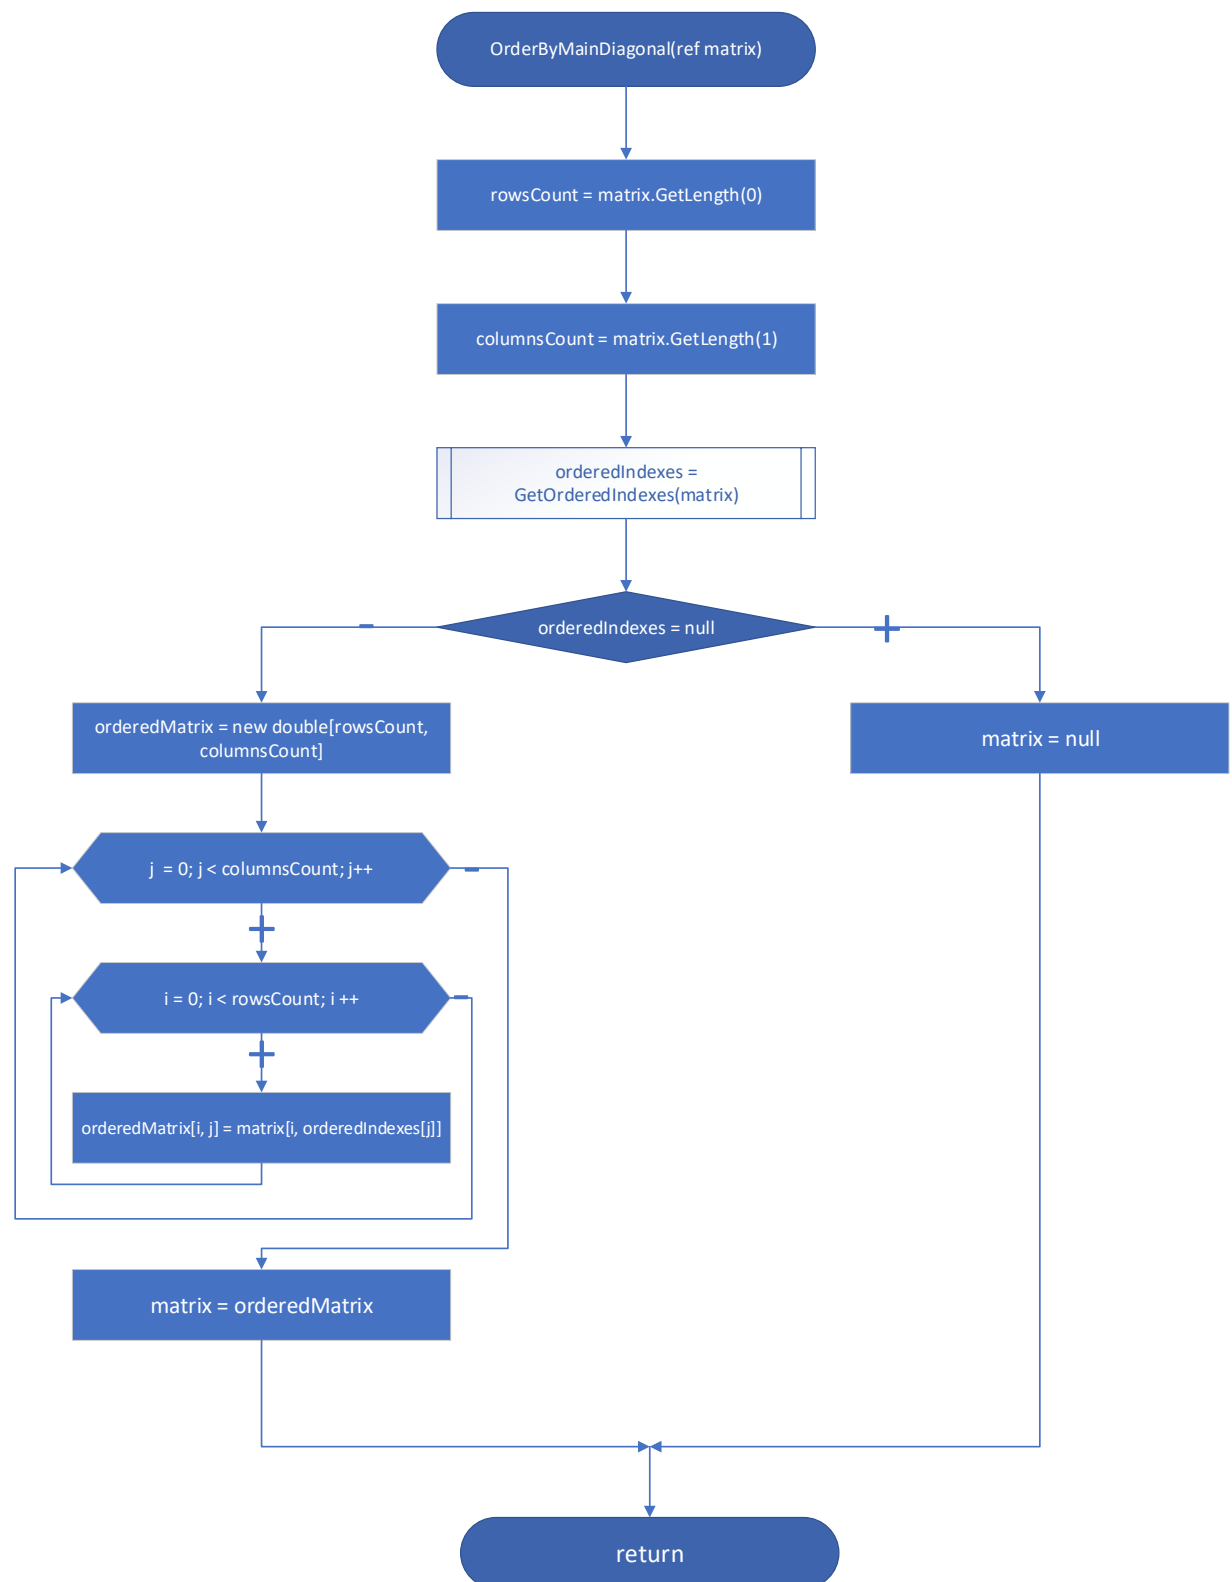 OrderByMainDiagonal(ref matrix)
rowsCount = matrix.GetLength(0)
columnsCount = matrix.GetLength(1)
orderedIndexes =
GetOrderedIndexes(matrix)
orderedIndexes = null
-
+
orderedMatrix = new double[rowsCount,
columnsCount]
matrix = null
j  = 0; j < columnsCount; j++
-
+
i = 0; i < rowsCount; i ++
-
+
orderedMatrix[i, j] = matrix[i, orderedIndexes[j]]
matrix = orderedMatrix
return